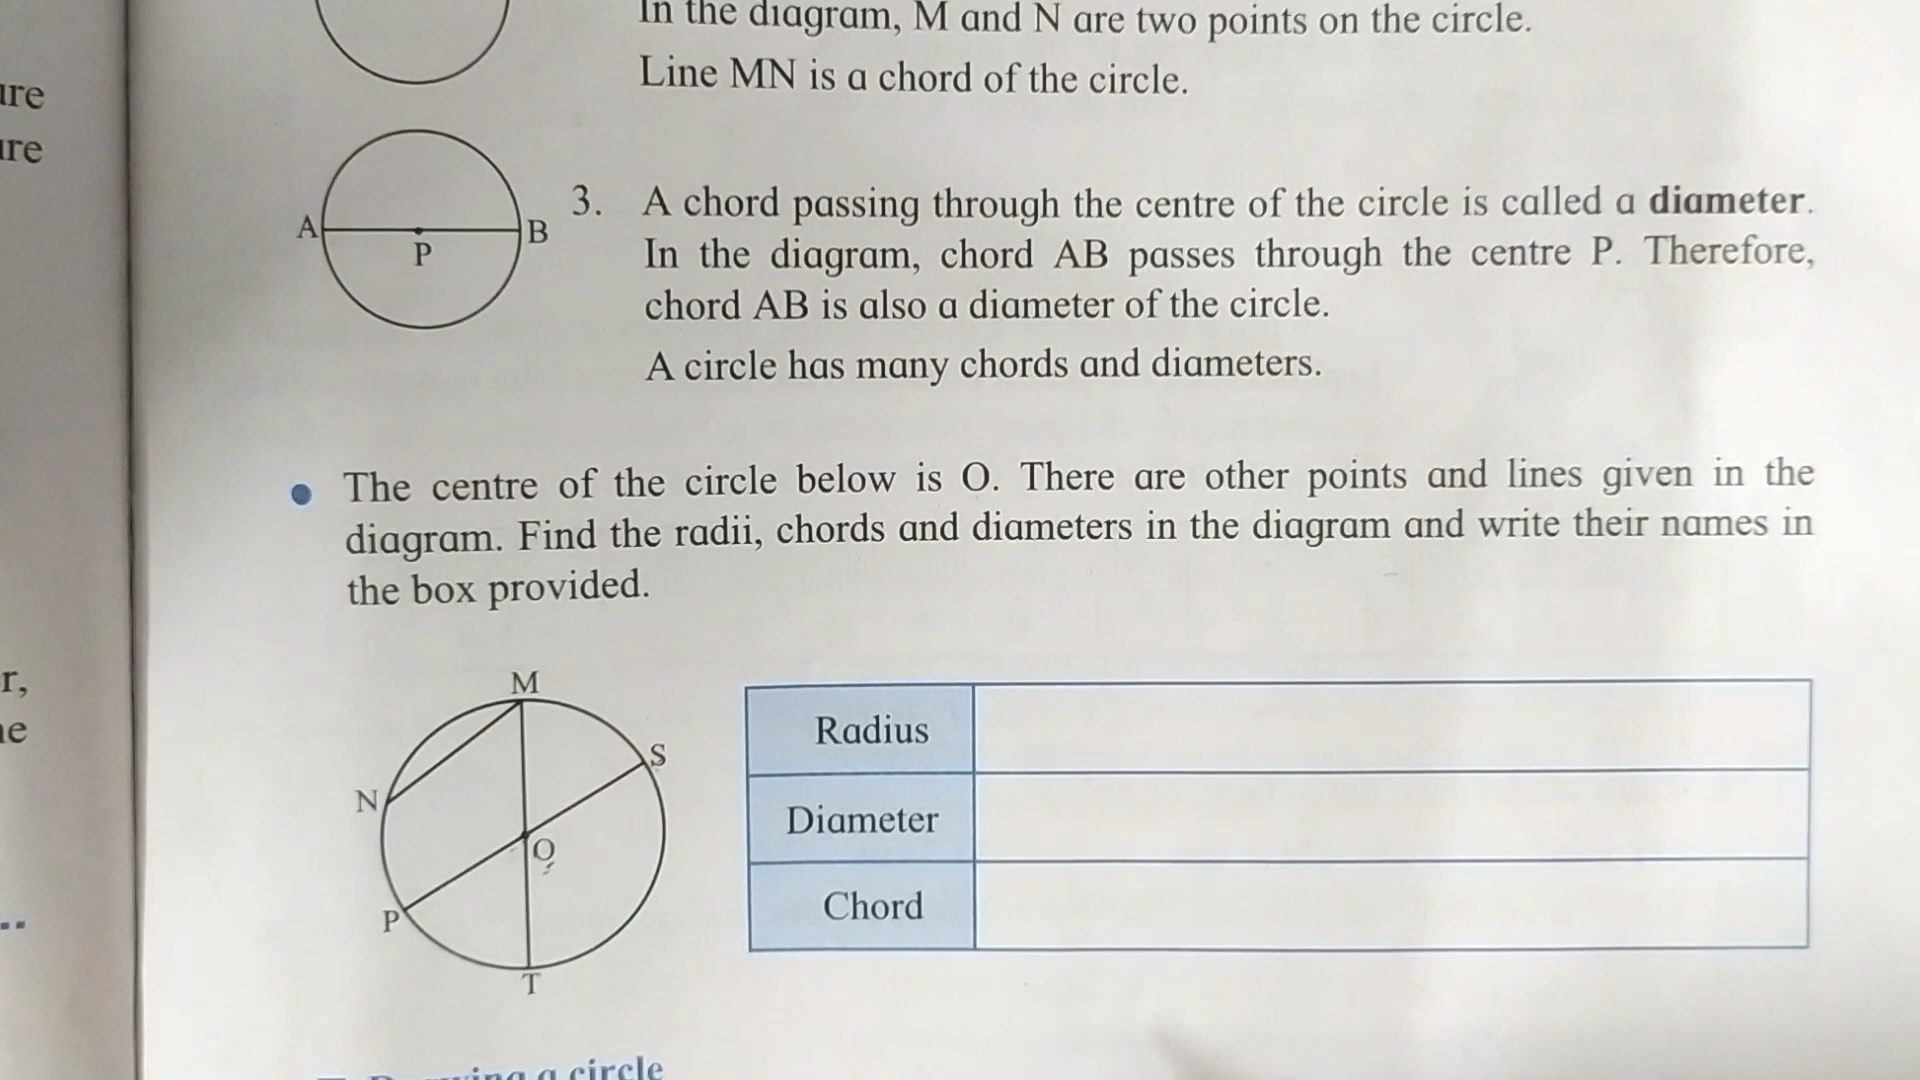 In the diagram, M and N are two points on the circle.
Line MN is a chord of the circle.
ure
ure
A
B
P
3. A chord passing through the centre of the circle is called a diameter.
In the diagram, chord AB passes through the centre P. Therefore,
chord AB is also a diameter of the circle.
A circle has many chords and diameters.
• The centre of the circle below is O. There are other points and lines given in the
diagram. Find the radii, chords and diameters in the diagram and write their names in
the box provided.
r,
M
S
N
O
P
T
Radius
Diameter
Chord
a circle